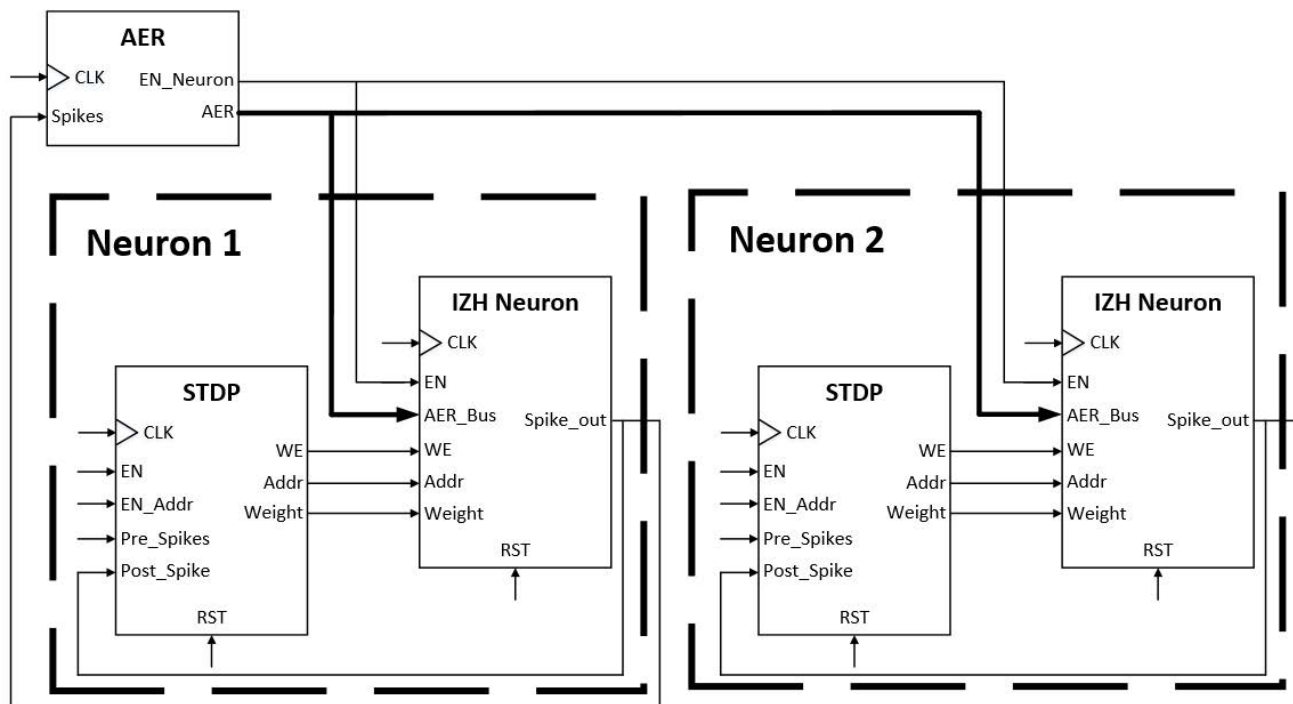 AER
CLK
EN_Neuron
Spikes
AER
Neuron 1
IZH Neuron
CLK
EN
AER_Bus
Spike_out
WE
Addr
Weight
RST
STDP
CLK
EN
WE
EN_Addr
Addr
Weight
Pre_Spikes
Post_Spike
RST
Neuron 2
IZH Neuron
CLK
EN
AER_Bus
Spike_out
WE
Addr
Weight
RST
STDP
CLK
EN
WE
EN_Addr
Addr
Weight
Pre_Spikes
Post_Spike
RST